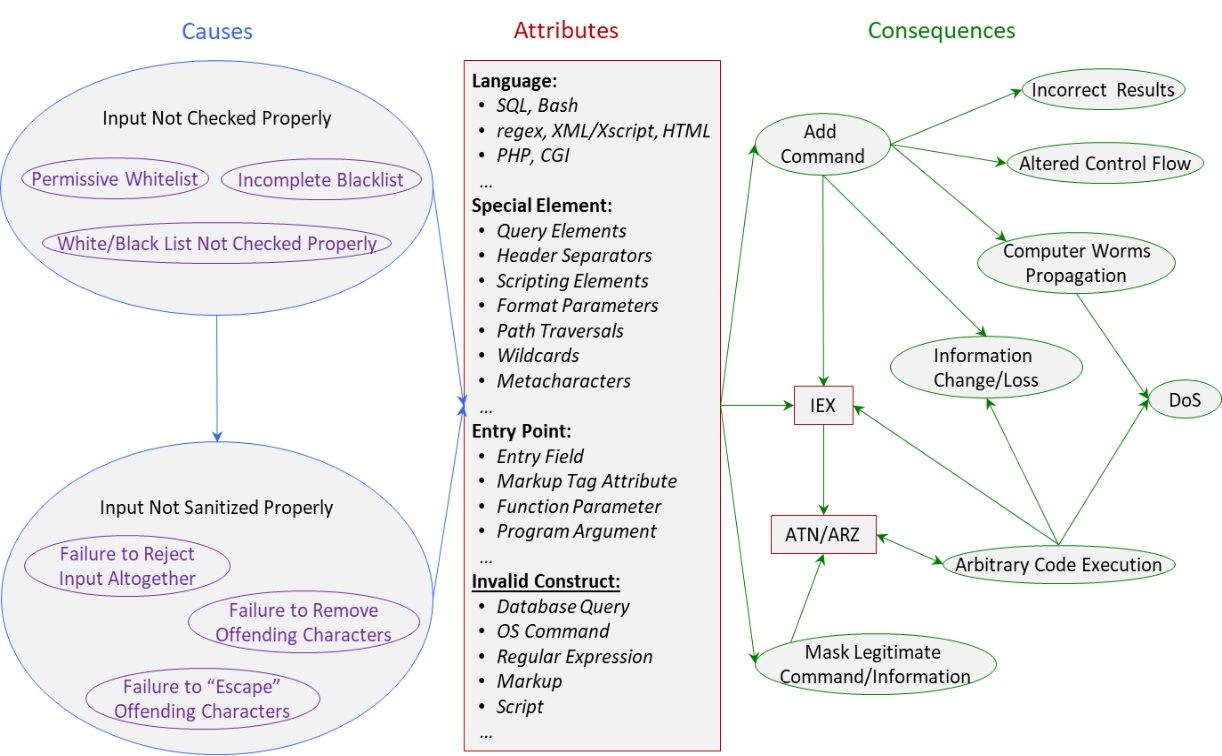 Causes
Attributes
Consequences
Input Not Checked Properly
Permissive Whitelist
Incomplete Blacklist
White/Black List Not Checked Properly
Input Not Sanitized Properly
Failure to Reject
Input Altogether
Failure to Remove
Offending Characters
Failure to “Escape”
Offending Characters
Language:
• SQL, Bash
• regex, XML/Xscript, HTML
• PHP, CGI
...
Special Element:
• Query Elements
• Header Separators
• Scripting Elements
• Format Parameters
• Path Traversals
• Wildcards
• Metacharacters
...
Entry Point:
• Entry Field
• Markup Tag Attribute
• Function Parameter
• Program Argument
...
Invalid Construct:
• Database Query
• OS Command
• Regular Expression
• Markup
• Script
...
Add
Command
Incorrect Results
Altered Control Flow
Computer Worms
Propagation
Information
Change/Loss
IEX
DoS
ATN/ARZ
Arbitrary Code Execution
Mask Legitimate
Command/Information